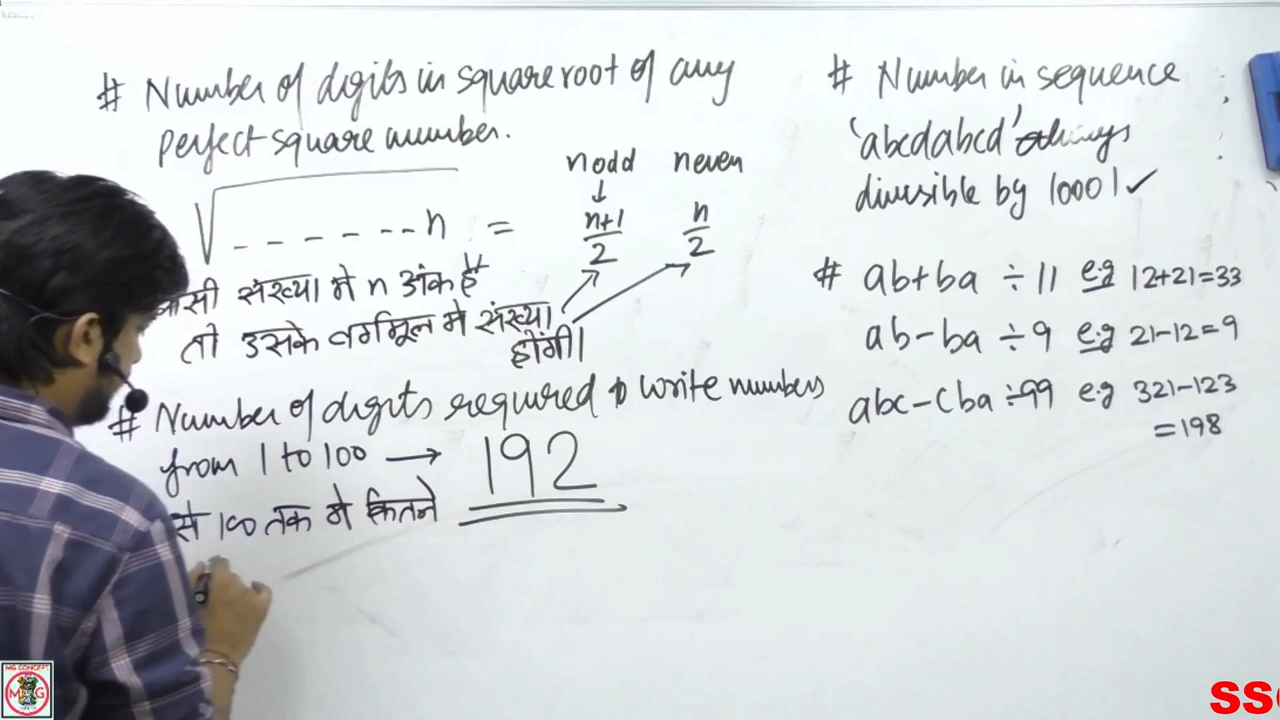 # Number of digits in square root of any
perfect square number.
n odd n even
↓
√_ _ _ _ _ _ _ n = n+1/2 n/2
संख्या मे n अंक है
तो उसके वर्गमूल मे संख्या
होंगी।
# Number of digits required to write numbers
from 1 to 100 → 192
से 100 तक मे कितने
# Number in sequence
'abcdabcd' always
divisible by 10001 ✓
# ab+ba ÷ 11 e.g 12+21=33
ab-ba ÷ 9 e.g 21-12=9
abc-cba ÷99 e.g 321-123
=198
MG CONCEPT
M G
SS